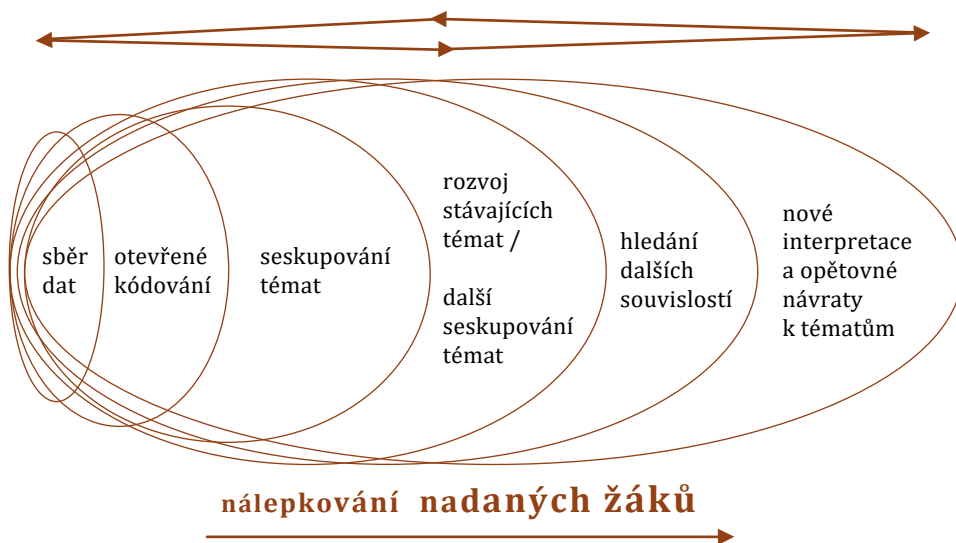 sběr
dat
otevřené
kódování
seskupování
témat
rozvoj
stávajících
témat /
další
seskupování
témat
hledání
dalších
souvislostí
nové
interpretace
a opětovné
návraty
k tématům
nálepkování nadaných žáků